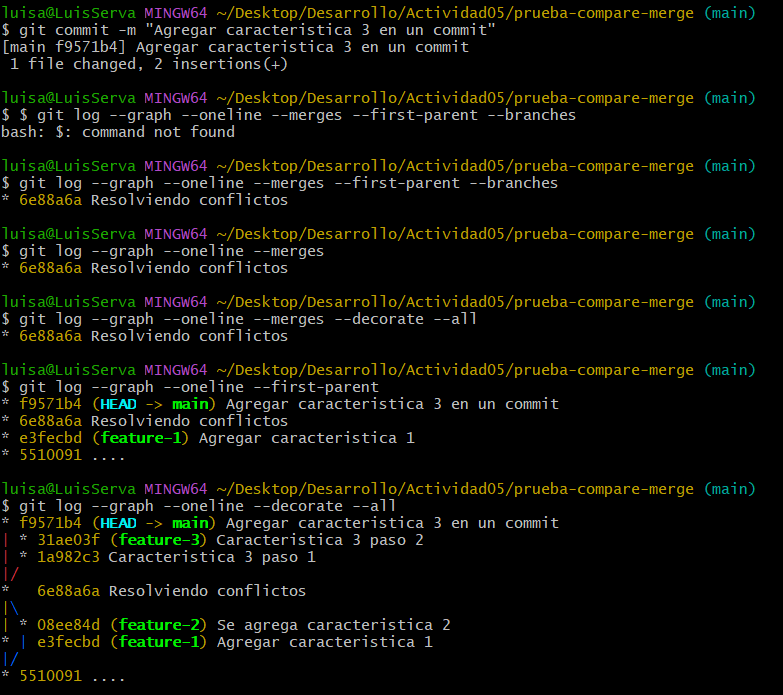 luisa@LuisServa MINGW64 ~/Desktop/Desarrollo/Actividad05/prueba-compare-merge (main)
$ git commit -m "Agregar caracteristica 3 en un commit"
[main f9571b4] Agregar caracteristica 3 en un commit
 1 file changed, 2 insertions(+)

luisa@LuisServa MINGW64 ~/Desktop/Desarrollo/Actividad05/prueba-compare-merge (main)
$ $ git log --graph --oneline --merges --first-parent --branches
bash: $: command not found

luisa@LuisServa MINGW64 ~/Desktop/Desarrollo/Actividad05/prueba-compare-merge (main)
$ git log --graph --oneline --merges --first-parent --branches
* 6e88a6a Resolviendo conflictos

luisa@LuisServa MINGW64 ~/Desktop/Desarrollo/Actividad05/prueba-compare-merge (main)
$ git log --graph --oneline --merges
* 6e88a6a Resolviendo conflictos

luisa@LuisServa MINGW64 ~/Desktop/Desarrollo/Actividad05/prueba-compare-merge (main)
$ git log --graph --oneline --merges --decorate --all
* 6e88a6a Resolviendo conflictos

luisa@LuisServa MINGW64 ~/Desktop/Desarrollo/Actividad05/prueba-compare-merge (main)
$ git log --graph --oneline --first-parent
* f9571b4 (HEAD -> main) Agregar caracteristica 3 en un commit
* 6e88a6a Resolviendo conflictos
* e3fecbd (feature-1) Agregar caracteristica 1
* 5510091 ....

luisa@LuisServa MINGW64 ~/Desktop/Desarrollo/Actividad05/prueba-compare-merge (main)
$ git log --graph --oneline --decorate --all
* f9571b4 (HEAD -> main) Agregar caracteristica 3 en un commit
| * 31ae03f (feature-3) Caracteristica 3 paso 2
| * 1a982c3 Caracteristica 3 paso 1
|/
*   6e88a6a Resolviendo conflictos
|\
| * 08ee84d (feature-2) Se agrega caracteristica 2
* | e3fecbd (feature-1) Agregar caracteristica 1
|/
* 5510091 ....